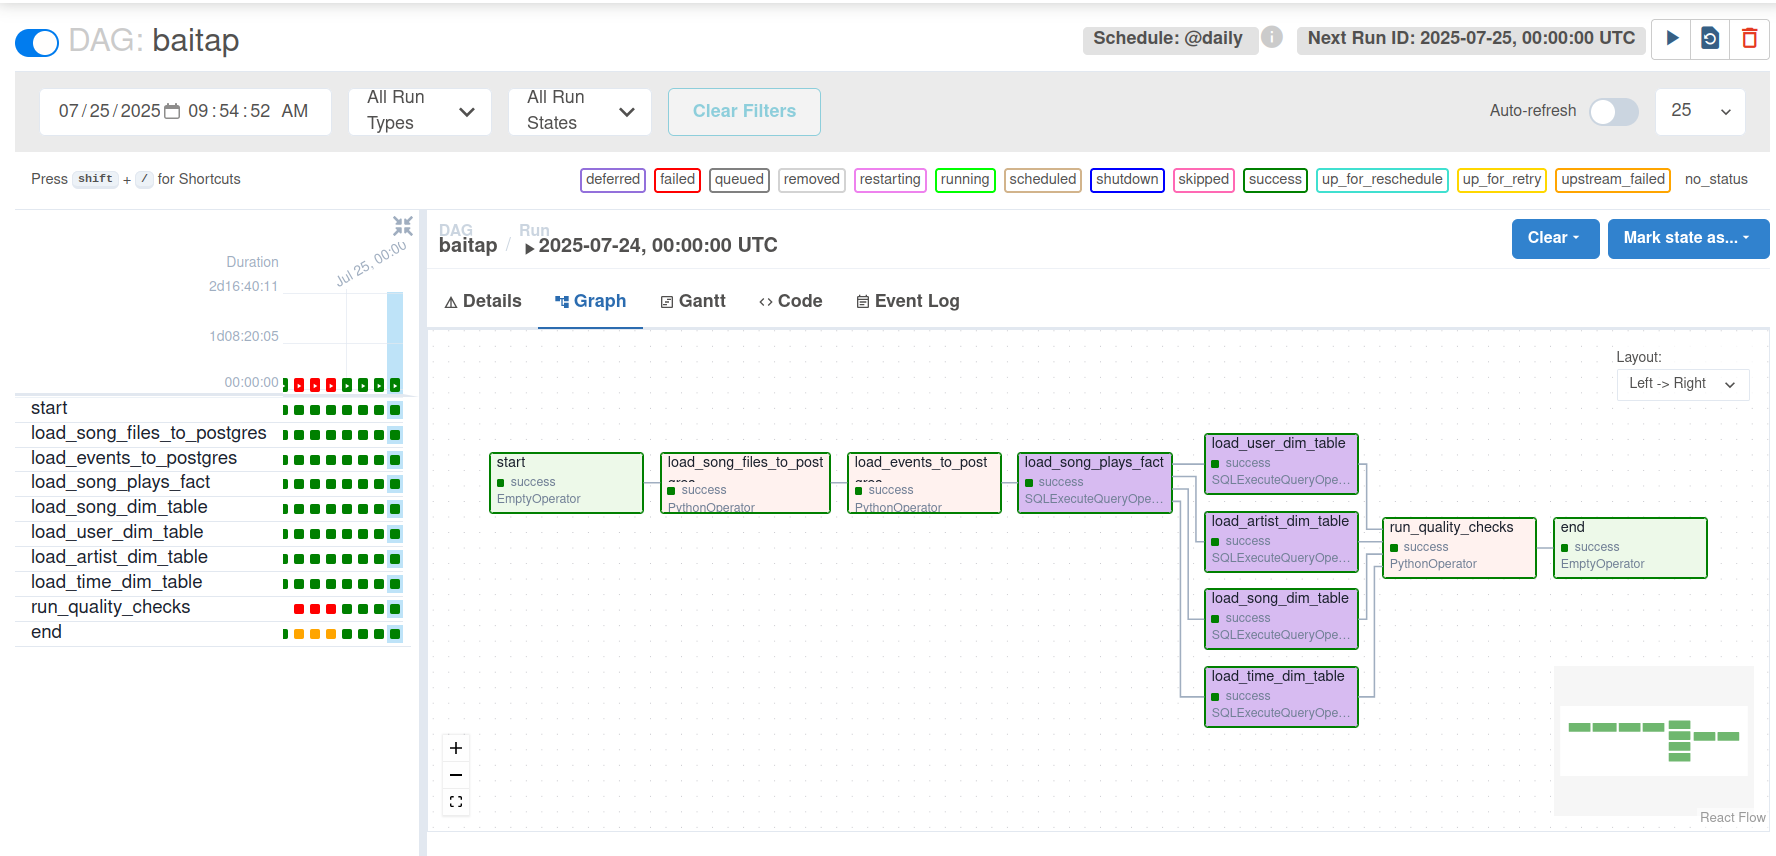 DAG: baitap
Schedule: @daily
Next Run ID: 2025-07-25, 00:00:00 UTC
07/25/2025 09:54:52 AM
All Run Types
All Run States
Clear Filters
Auto-refresh
25
Press shift + / for Shortcuts
deferred failed queued removed restarting running scheduled shutdown skipped success up_for_reschedule up_for_retry upstream_failed no_status
Duration
Jul 25, 00:00
2d16:40:11
1d08:20:05
00:00:00
start
load_song_files_to_postgres
load_events_to_postgres
load_song_plays_fact
load_song_dim_table
load_user_dim_table
load_artist_dim_table
load_time_dim_table
run_quality_checks
end
DAG
baitap
/
Run
2025-07-24, 00:00:00 UTC
Clear
Mark state as...
Details
Graph
Gantt
Code
Event Log
Layout:
Left -> Right
start
success
EmptyOperator
load_song_files_to_post
gres
success
PythonOperator
load_events_to_post
gres
success
PythonOperator
load_song_plays_fact
success
SQLExecuteQueryOpe...
load_user_dim_table
success
SQLExecuteQueryOpe...
load_artist_dim_table
success
SQLExecuteQueryOpe...
load_song_dim_table
success
SQLExecuteQueryOpe...
load_time_dim_table
success
SQLExecuteQueryOpe...
run_quality_checks
success
PythonOperator
end
success
EmptyOperator
React Flow